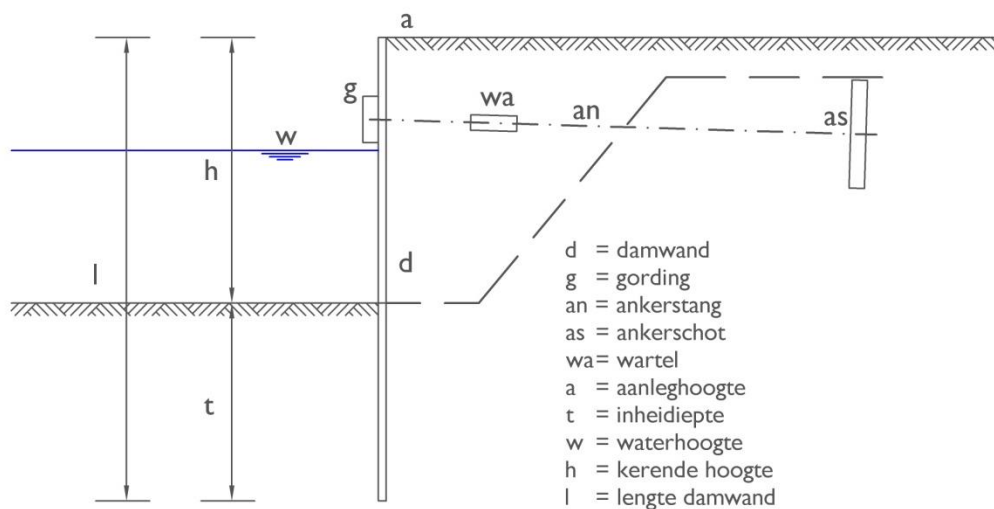 a
g
wa
an
as
w
h
d
l
t
d = damwand
g = gording
an = ankerstang
as = ankerschot
wa = wartel
a = aanleghoogte
t = inheidiepte
w = waterhoogte
h = kerende hoogte
l = lengte damwand